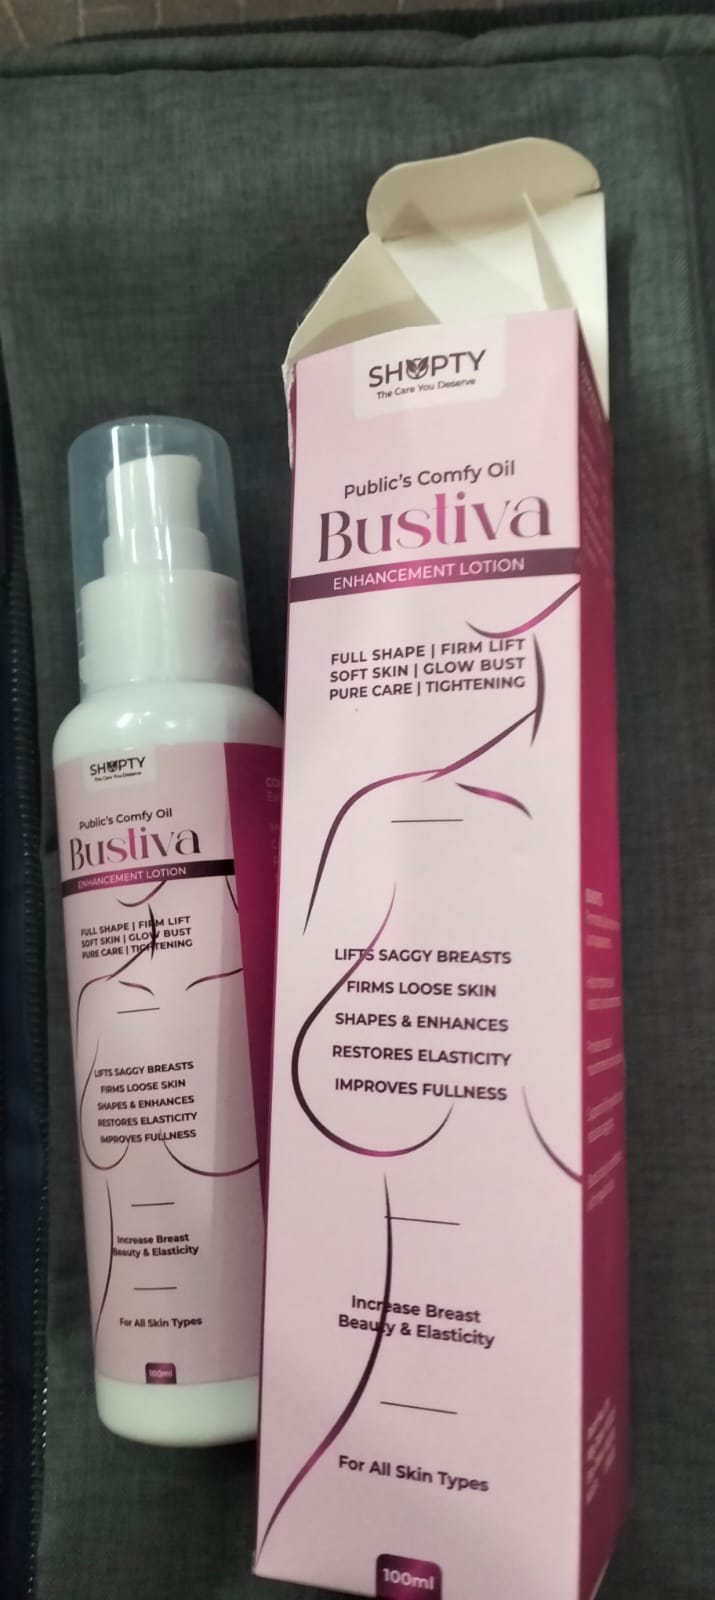 SHOPTY
The Care You Deserve
Public's Comfy Oil
Bustiva
ENHANCEMENT LOTION
FULL SHAPE | FIRM LIFT
SOFT SKIN | GLOW BUST
PURE CARE | TIGHTENING
LIFTS SAGGY BREASTS
FIRMS LOOSE SKIN
SHAPES & ENHANCES
RESTORES ELASTICITY
IMPROVES FULLNESS
Increase Breast
Beauty & Elasticity
For All Skin Types
100ml
SHOPTY
The Care You Deserve
Public's Comfy Oil
Bustiva
ENHANCEMENT LOTION
FULL SHAPE | FIRM LIFT
SOFT SKIN | GLOW BUST
PURE CARE | TIGHTENING
LIFTS SAGGY BREASTS
FIRMS LOOSE SKIN
SHAPES & ENHANCES
RESTORES ELASTICITY
IMPROVES FULLNESS
Increase Breast
Beauty & Elasticity
For All Skin Types
100ml